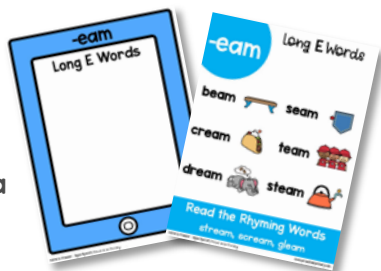 -eam
Long E Words
a
-eam
Long E Words
beam
seam
cream
team
dream
steam
Read the Rhyming Words
stream, scream, gleam